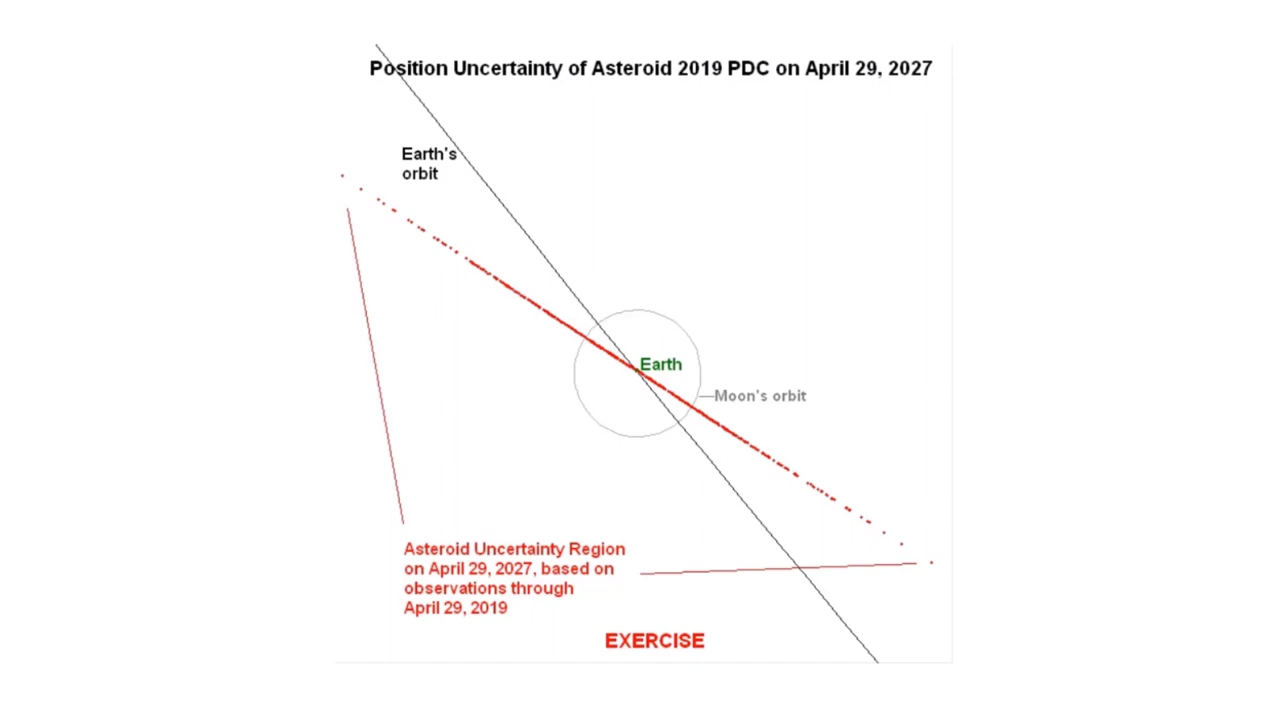 Position Uncertainty of Asteroid 2019 PDC on April 29, 2027
Earth's
orbit
Earth
Moon's orbit
Asteroid Uncertainty Region
on April 29, 2027, based on
observations through
April 29, 2019
EXERCISE